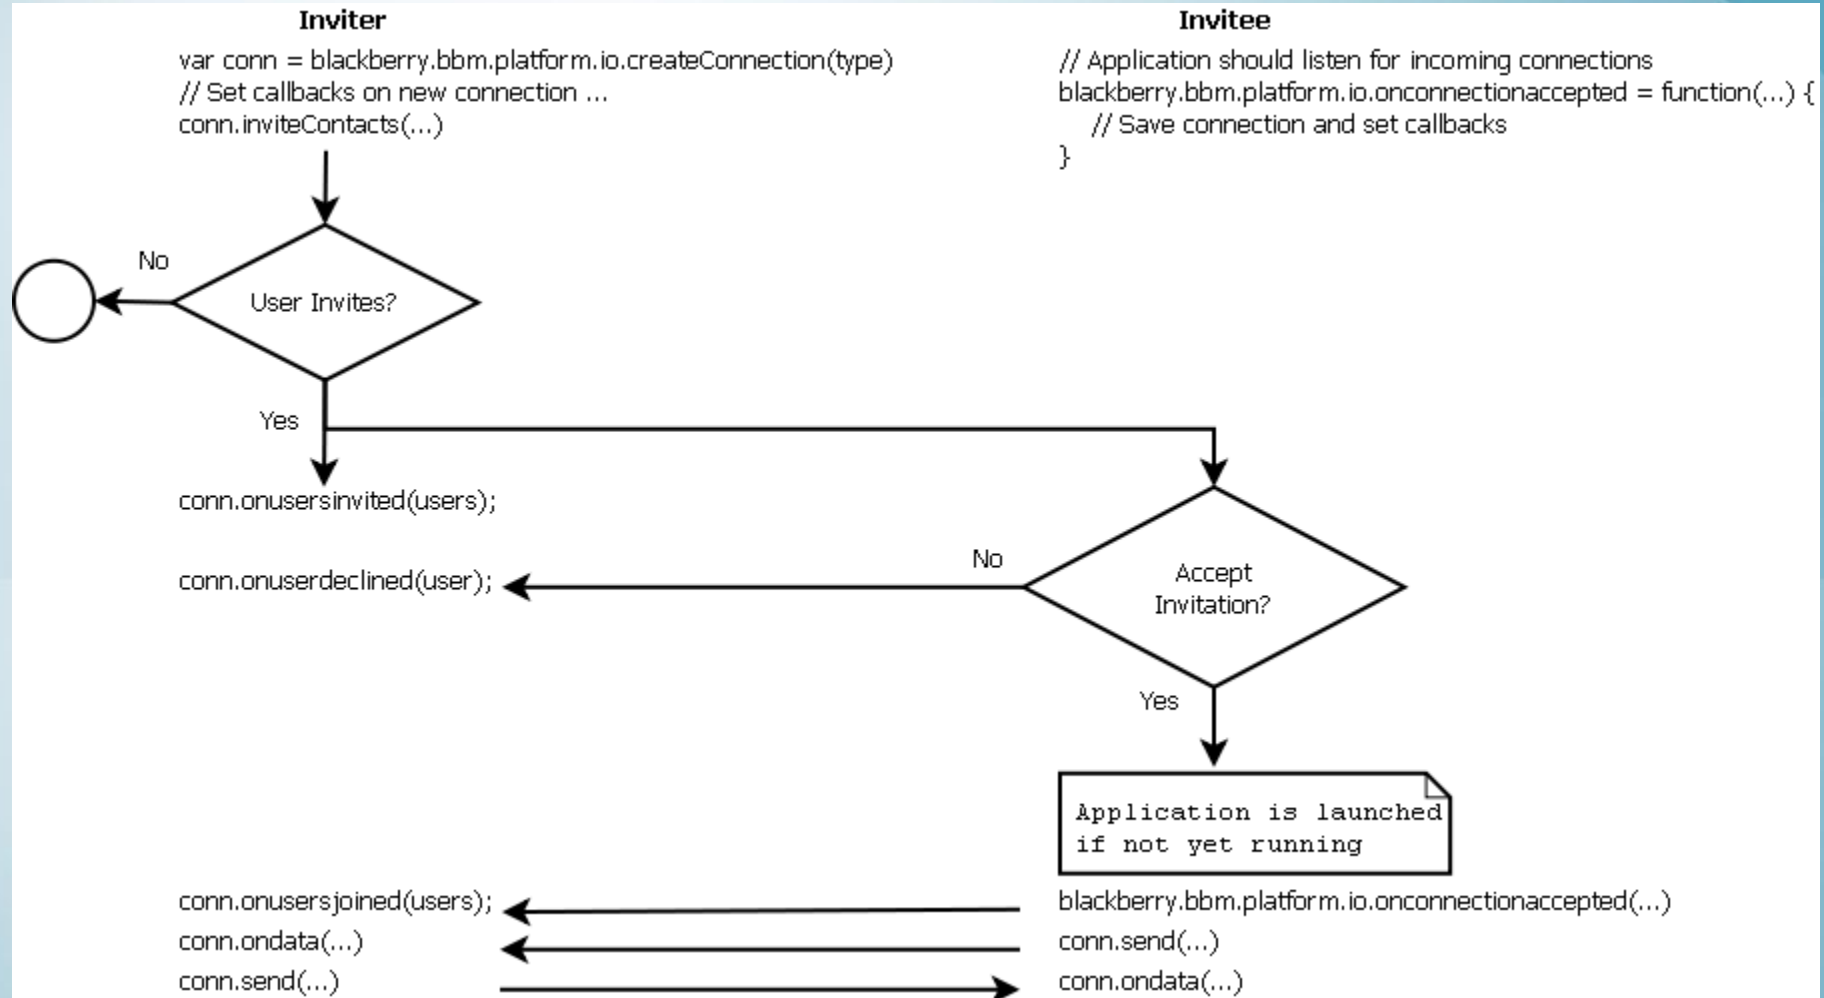 Inviter
var conn = blackberry.bbm.platform.io.createConnection(type)
// Set callbacks on new connection ...
conn.inviteContacts(...)
Invitee
// Application should listen for incoming connections
blackberry.bbm.platform.io.onconnectionaccepted = function(...) {
// Save connection and set callbacks
}
No
User Invites?
Yes
conn.onusersinvited(users);
conn.onuserdeclined(user);
No
Accept
Invitation?
Yes
Application is launched
if not yet running
conn.onusersjoined(users);
blackberry.bbm.platform.io.onconnectionaccepted(...)
conn.ondata(...)
conn.send(...)
conn.send(...)
conn.ondata(...)